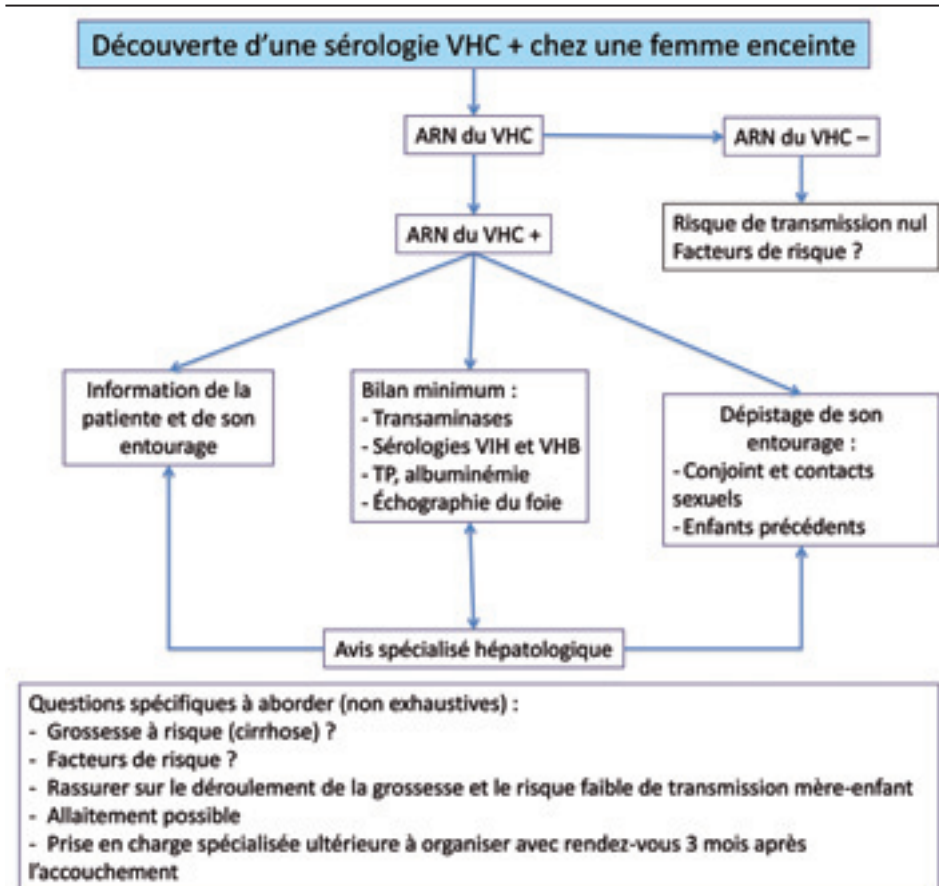 Découverte d'une sérologie VHC + chez une femme enceinte
ARN du VHC
ARN du VHC –
ARN du VHC +
Risque de transmission nul
Facteurs de risque ?
Information de la
patiente et de son
entourage
Bilan minimum :
- Transaminases
- Sérologies VIH et VHB
- TP, albuminémie
- Échographie du foie
Dépistage de son
entourage :
- Conjoint et contacts
sexuels
- Enfants précédents
Avis spécialisé hépatologique
Questions spécifiques à aborder (non exhaustives) :
- Grossesse à risque (cirrhose) ?
- Facteurs de risque ?
- Rassurer sur le déroulement de la grossesse et le risque faible de transmission mère-enfant
- Allaitement possible
- Prise en charge spécialisée ultérieure à organiser avec rendez-vous 3 mois après
l'accouchement